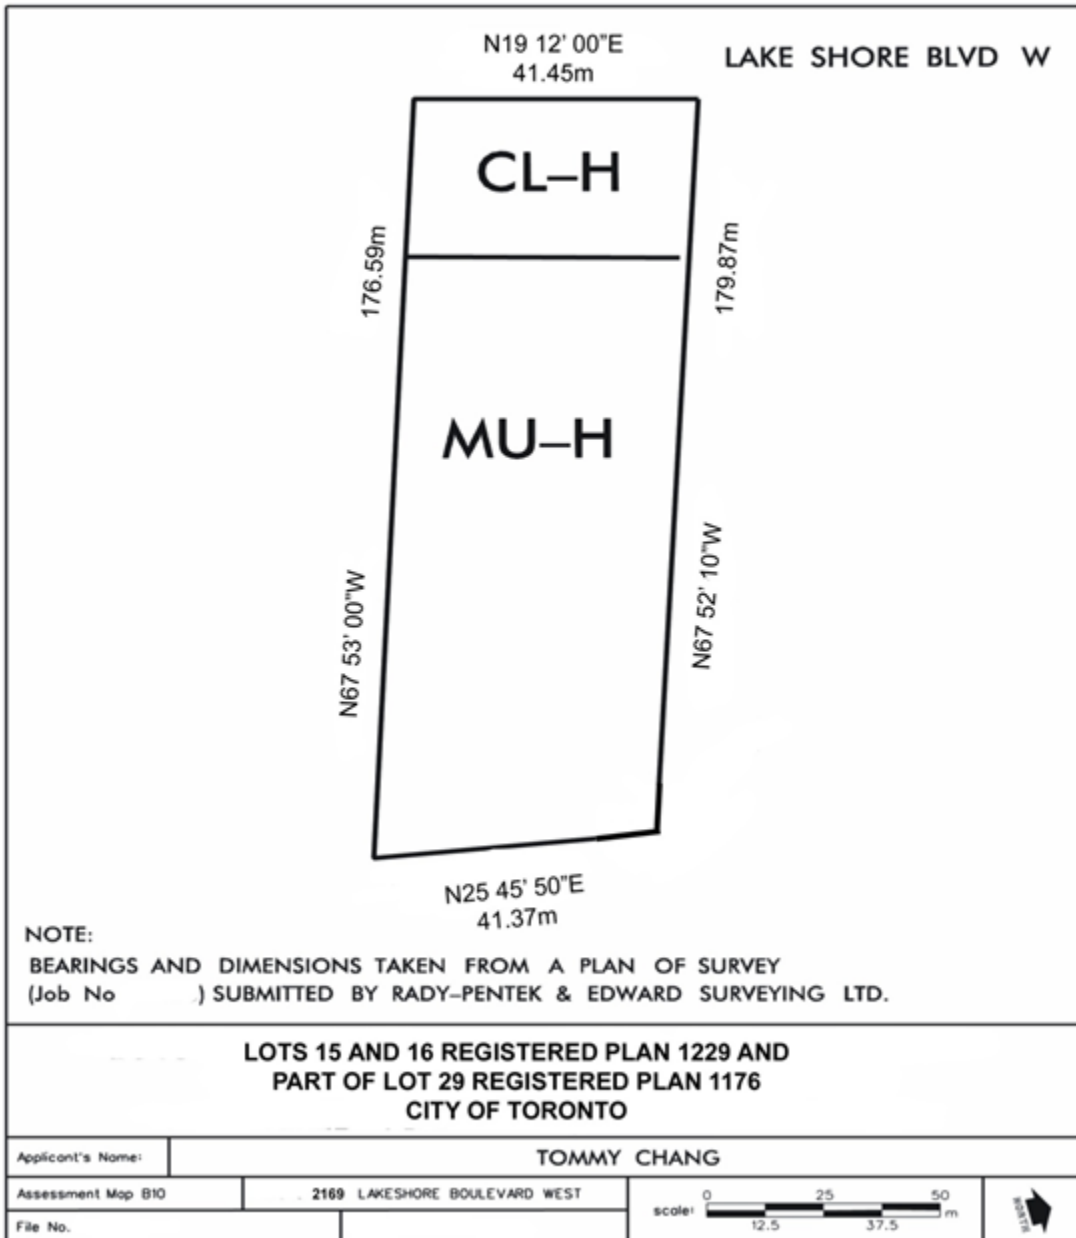 N19 12' 00"E
41.45m
LAKE SHORE BLVD W
CL–H
176.59m
179.87m
MU–H
N67 53' 00"W
N67 52' 10"W
N25 45' 50"E
41.37m
NOTE:
BEARINGS AND DIMENSIONS TAKEN FROM A PLAN OF SURVEY
(Job No ) SUBMITTED BY RADY–PENTEK & EDWARD SURVEYING LTD.
LOTS 15 AND 16 REGISTERED PLAN 1229 AND
PART OF LOT 29 REGISTERED PLAN 1176
CITY OF TORONTO
Applicant's Name: TOMMY CHANG
Assessment Map B10 2169 LAKESHORE BOULEVARD WEST
File No.
scale: 0 12.5 25 37.5 50 m
NORTH